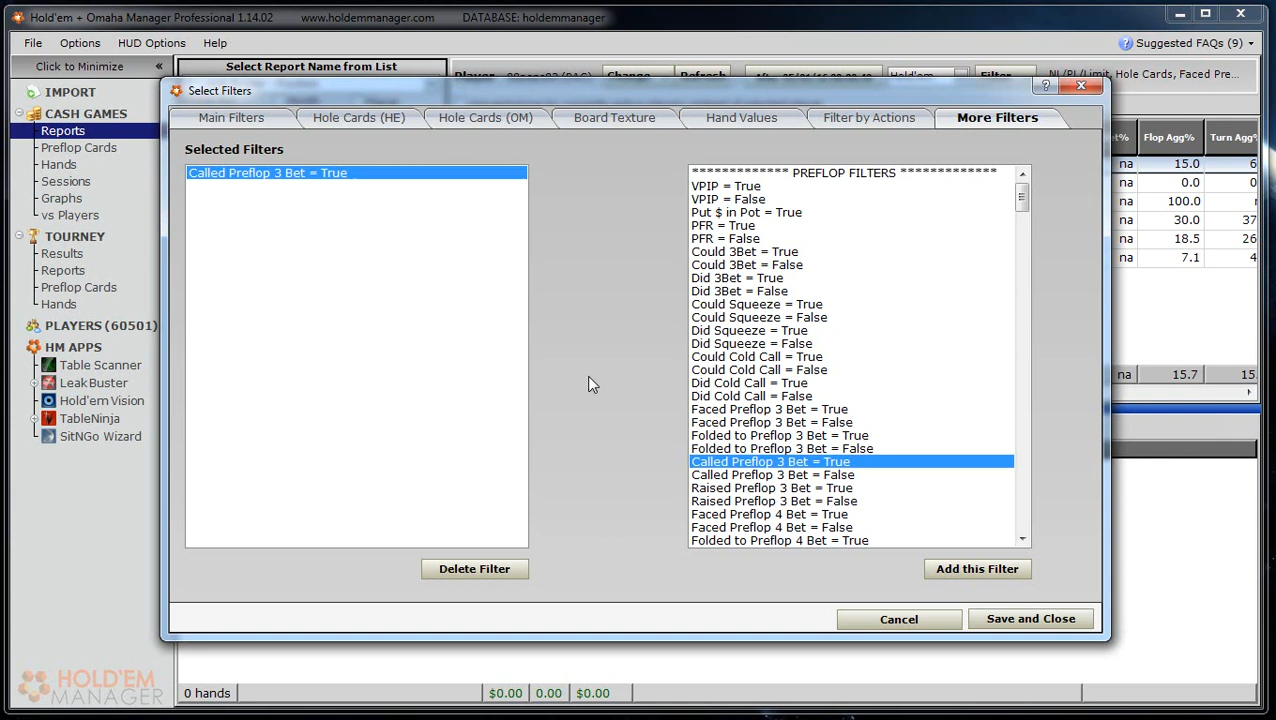 Hold'em + Omaha Manager Professional 1.14.02 www.holdemmanager.com DATABASE: holdemmanager
File Options HUD Options Help Suggested FAQs (9)
Click to Minimize «
Select Report Name from List
NL/PL/Limit, Hole Cards, Faced Pre...
Select Filters
IMPORT
CASH GAMES
Reports
Preflop Cards
Hands
Sessions
Graphs
vs Players
TOURNEY
Results
Reports
Preflop Cards
Hands
PLAYERS (60501)
HM APPS
Table Scanner
Leak Buster
Hold'em Vision
TableNinja
SitNGo Wizard
HOLD'EM
MANAGER
Main Filters Hole Cards (HE) Hole Cards (OM) Board Texture Hand Values Filter by Actions More Filters
Selected Filters
Called Preflop 3 Bet = True
************* PREFLOP FILTERS *************
VPIP = True
VPIP = False
Put $ in Pot = True
PFR = True
PFR = False
Could 3Bet = True
Could 3Bet = False
Did 3Bet = True
Did 3Bet = False
Could Squeeze = True
Could Squeeze = False
Did Squeeze = True
Did Squeeze = False
Could Cold Call = True
Could Cold Call = False
Did Cold Call = True
Did Cold Call = False
Faced Preflop 3 Bet = True
Faced Preflop 3 Bet = False
Folded to Preflop 3 Bet = True
Folded to Preflop 3 Bet = False
Called Preflop 3 Bet = True
Called Preflop 3 Bet = False
Raised Preflop 3 Bet = True
Raised Preflop 3 Bet = False
Faced Preflop 4 Bet = True
Faced Preflop 4 Bet = False
Folded to Preflop 4 Bet = True
Delete Filter Add this Filter
Cancel Save and Close
Flop Agg% Turn Agg%
na 15.0 6
na 0.0 0.
na 100.0
na 30.0 37
na 18.5 26
na 7.1 4
na 15.7 15.
0 hands $0.00 0.00 $0.00